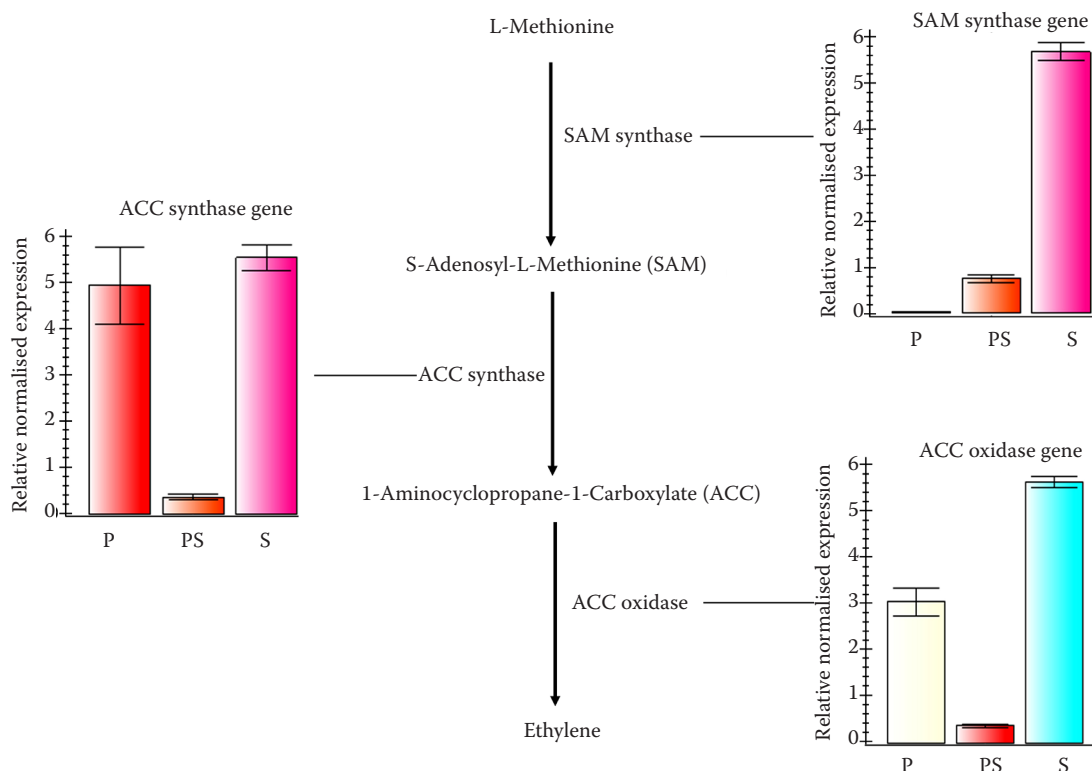 L-Methionine
SAM synthase gene
Relative normalised expression
6
5
4
3
2
1
0
P PS S
SAM synthase
ACC synthase gene
Relative normalised expression
6
5
4
3
2
1
0
P PS S
S-Adenosyl-L-Methionine (SAM)
ACC synthase
1-Aminocyclopropane-1-Carboxylate (ACC)
ACC oxidase gene
Relative normalised expression
6
5
4
3
2
1
0
P PS S
ACC oxidase
Ethylene